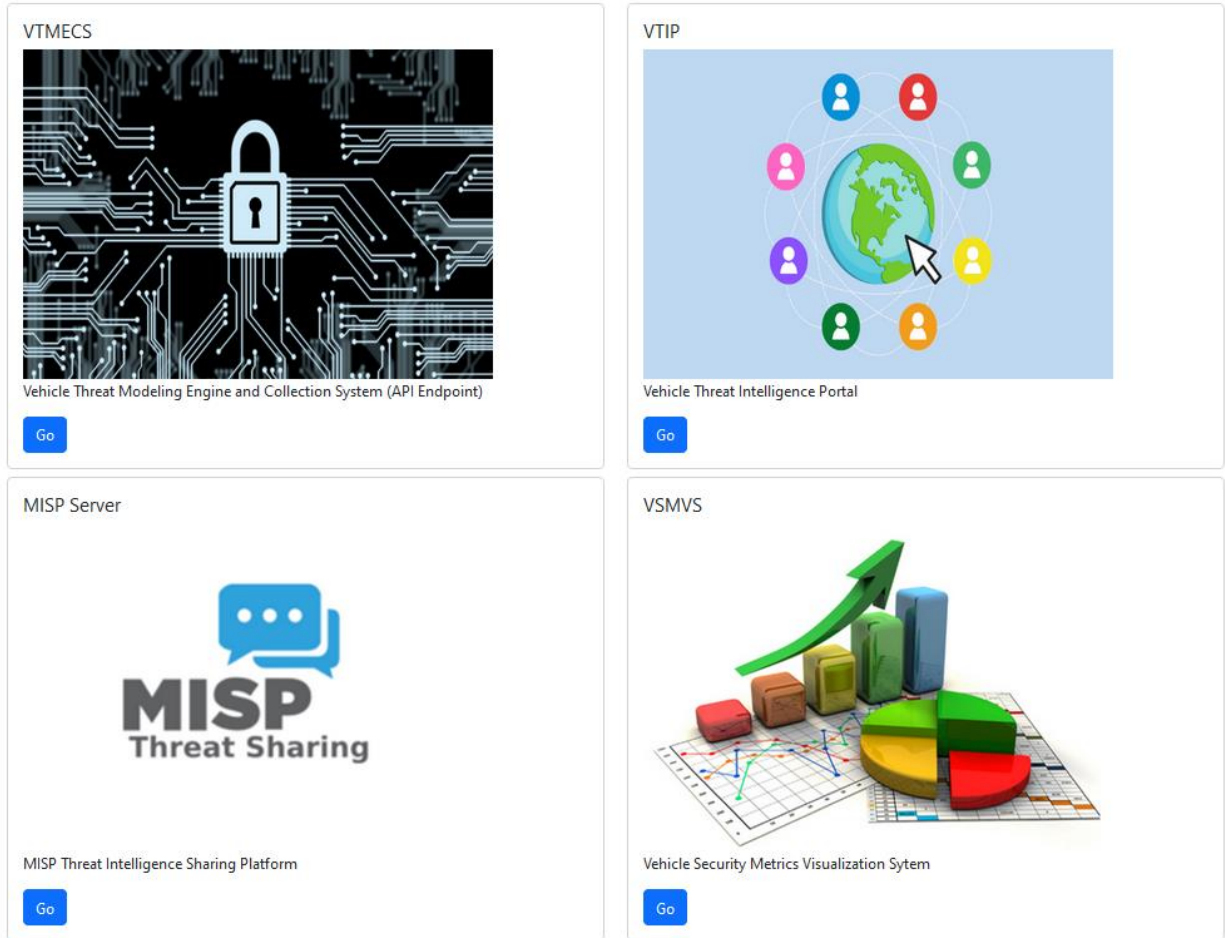 VTMECS
Vehicle Threat Modeling Engine and Collection System (API Endpoint)
Go
VTIP
Vehicle Threat Intelligence Portal
Go
MISP Server
MISP
Threat Sharing
MISP Threat Intelligence Sharing Platform
Go
VSMVS
Vehicle Security Metrics Visualization Sytem
Go